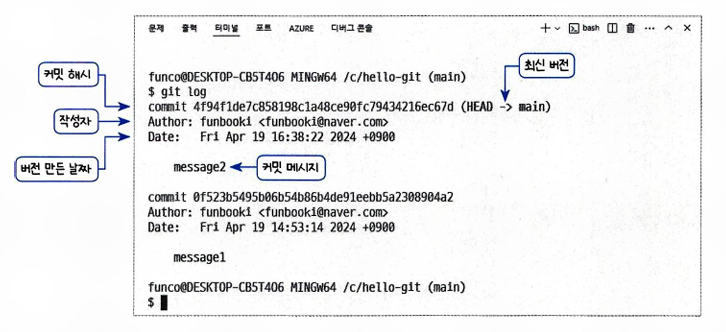 문제 출력 터미널 포트 AZURE 디버그 콘솔 bash
최신 버전
funco@DESKTOP-CB5T4O6 MINGW64 /c/hello-git (main)
$ git log
커밋 해시
commit 4f94f1de7c858198c1a48ce90fc79434216ec67d (HEAD -> main)
작성자
Author: funbooki <funbooki@naver.com>
버전 만든 날짜
Date:   Fri Apr 19 16:38:22 2024 +0900
message2
커밋 메시지
commit 0f523b5495b06b54b86b4de91eebb5a2308904a2
Author: funbooki <funbooki@naver.com>
Date:   Fri Apr 19 14:53:14 2024 +0900
message1
funco@DESKTOP-CB5T4O6 MINGW64 /c/hello-git (main)
$